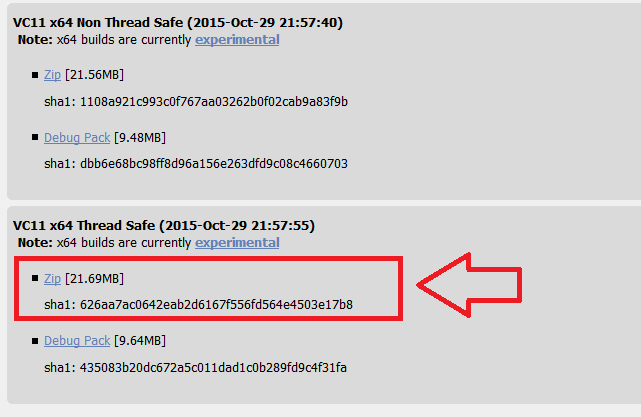 VC11 x64 Non Thread Safe (2015-Oct-29 21:57:40)
Note: x64 builds are currently experimental
Zip [21.56MB]
sha1: 1108a921c993c0f767aa03262b0f02cab9a83f9b
Debug Pack [9.48MB]
sha1: dbb6e68bc98ff8d96a156e263dfd9c08c4660703
VC11 x64 Thread Safe (2015-Oct-29 21:57:55)
Note: x64 builds are currently experimental
Zip [21.69MB]
sha1: 626aa7ac0642eab2d6167f556fd564e4503e17b8
Debug Pack [9.64MB]
sha1: 435083b20dc672a5c011dad1c0b289fd9c4f31fa